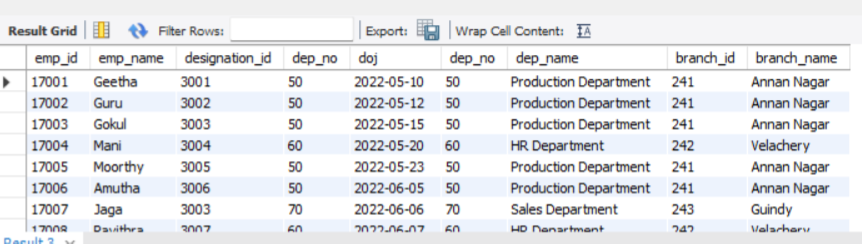 Result Grid Filter Rows: Export: Wrap Cell Content: IA
emp_id emp_name designation_id dep_no doj dep_no dep_name branch_id branch_name
17001 Geetha 3001 50 2022-05-10 50 Production Department 241 Annan Nagar
17002 Guru 3002 50 2022-05-12 50 Production Department 241 Annan Nagar
17003 Gokul 3003 50 2022-05-15 50 Production Department 241 Annan Nagar
17004 Mani 3004 60 2022-05-20 60 HR Department 242 Velachery
17005 Moorthy 3005 50 2022-05-23 50 Production Department 241 Annan Nagar
17006 Amutha 3006 50 2022-06-05 50 Production Department 241 Annan Nagar
17007 Jaga 3003 70 2022-06-06 70 Sales Department 243 Guindy
17008 Pavithra 3007 60 2022-06-07 60 HR Department 242 Velachery
Result 3